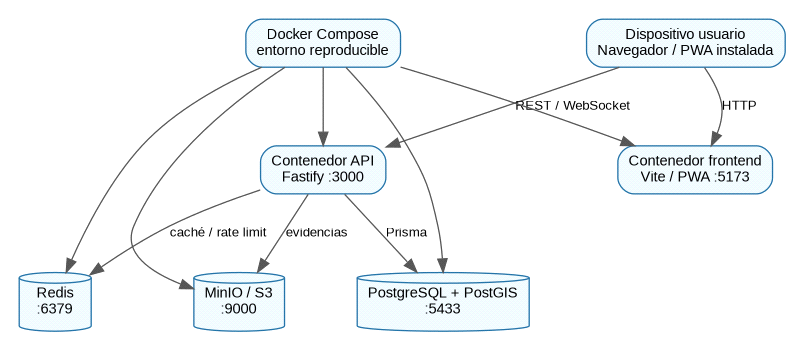 Docker Compose
entorno reproducible
Dispositivo usuario
Navegador / PWA instalada
REST / WebSocket
HTTP
Contenedor API
Fastify :3000
Contenedor frontend
Vite / PWA :5173
caché / rate limit
evidencias
Prisma
Redis
:6379
MinIO / S3
:9000
PostgreSQL + PostGIS
:5433